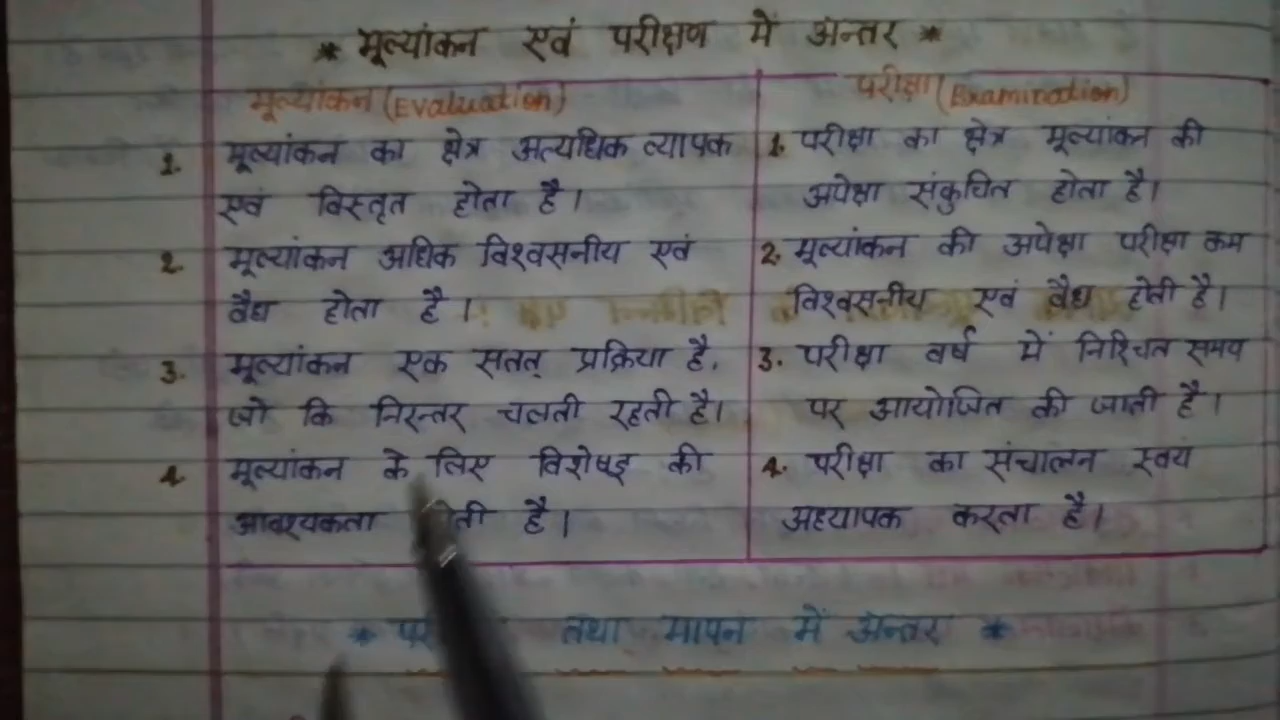 * मूल्यांकन एवं परीक्षण में अन्तर *
मूल्यांकन (Evaluation)
1. मूल्यांकन का क्षेत्र अत्यधिक व्यापक
एवं विस्तृत होता है।
2. मूल्यांकन अधिक विश्वसनीय एवं
वैध होता है।
3. मूल्यांकन एक सतत् प्रक्रिया है,
जो कि निरन्तर चलती रहती है।
4. मूल्यांकन के लिए विशेषज्ञ की
आवश्यकता है।
परीक्षा (Examination)
1. परीक्षा का क्षेत्र मूल्यांकन की
अपेक्षा संकुचित होता है।
2. मूल्यांकन की अपेक्षा परीक्षा कम
विश्वसनीय एवं वैध होती है।
3. परीक्षा वर्ष में निश्चित समय
पर आयोजित की जाती है।
4. परीक्षा का संचालन स्वयं
अध्यापक करता है।
* तथा मापन में अन्तर *